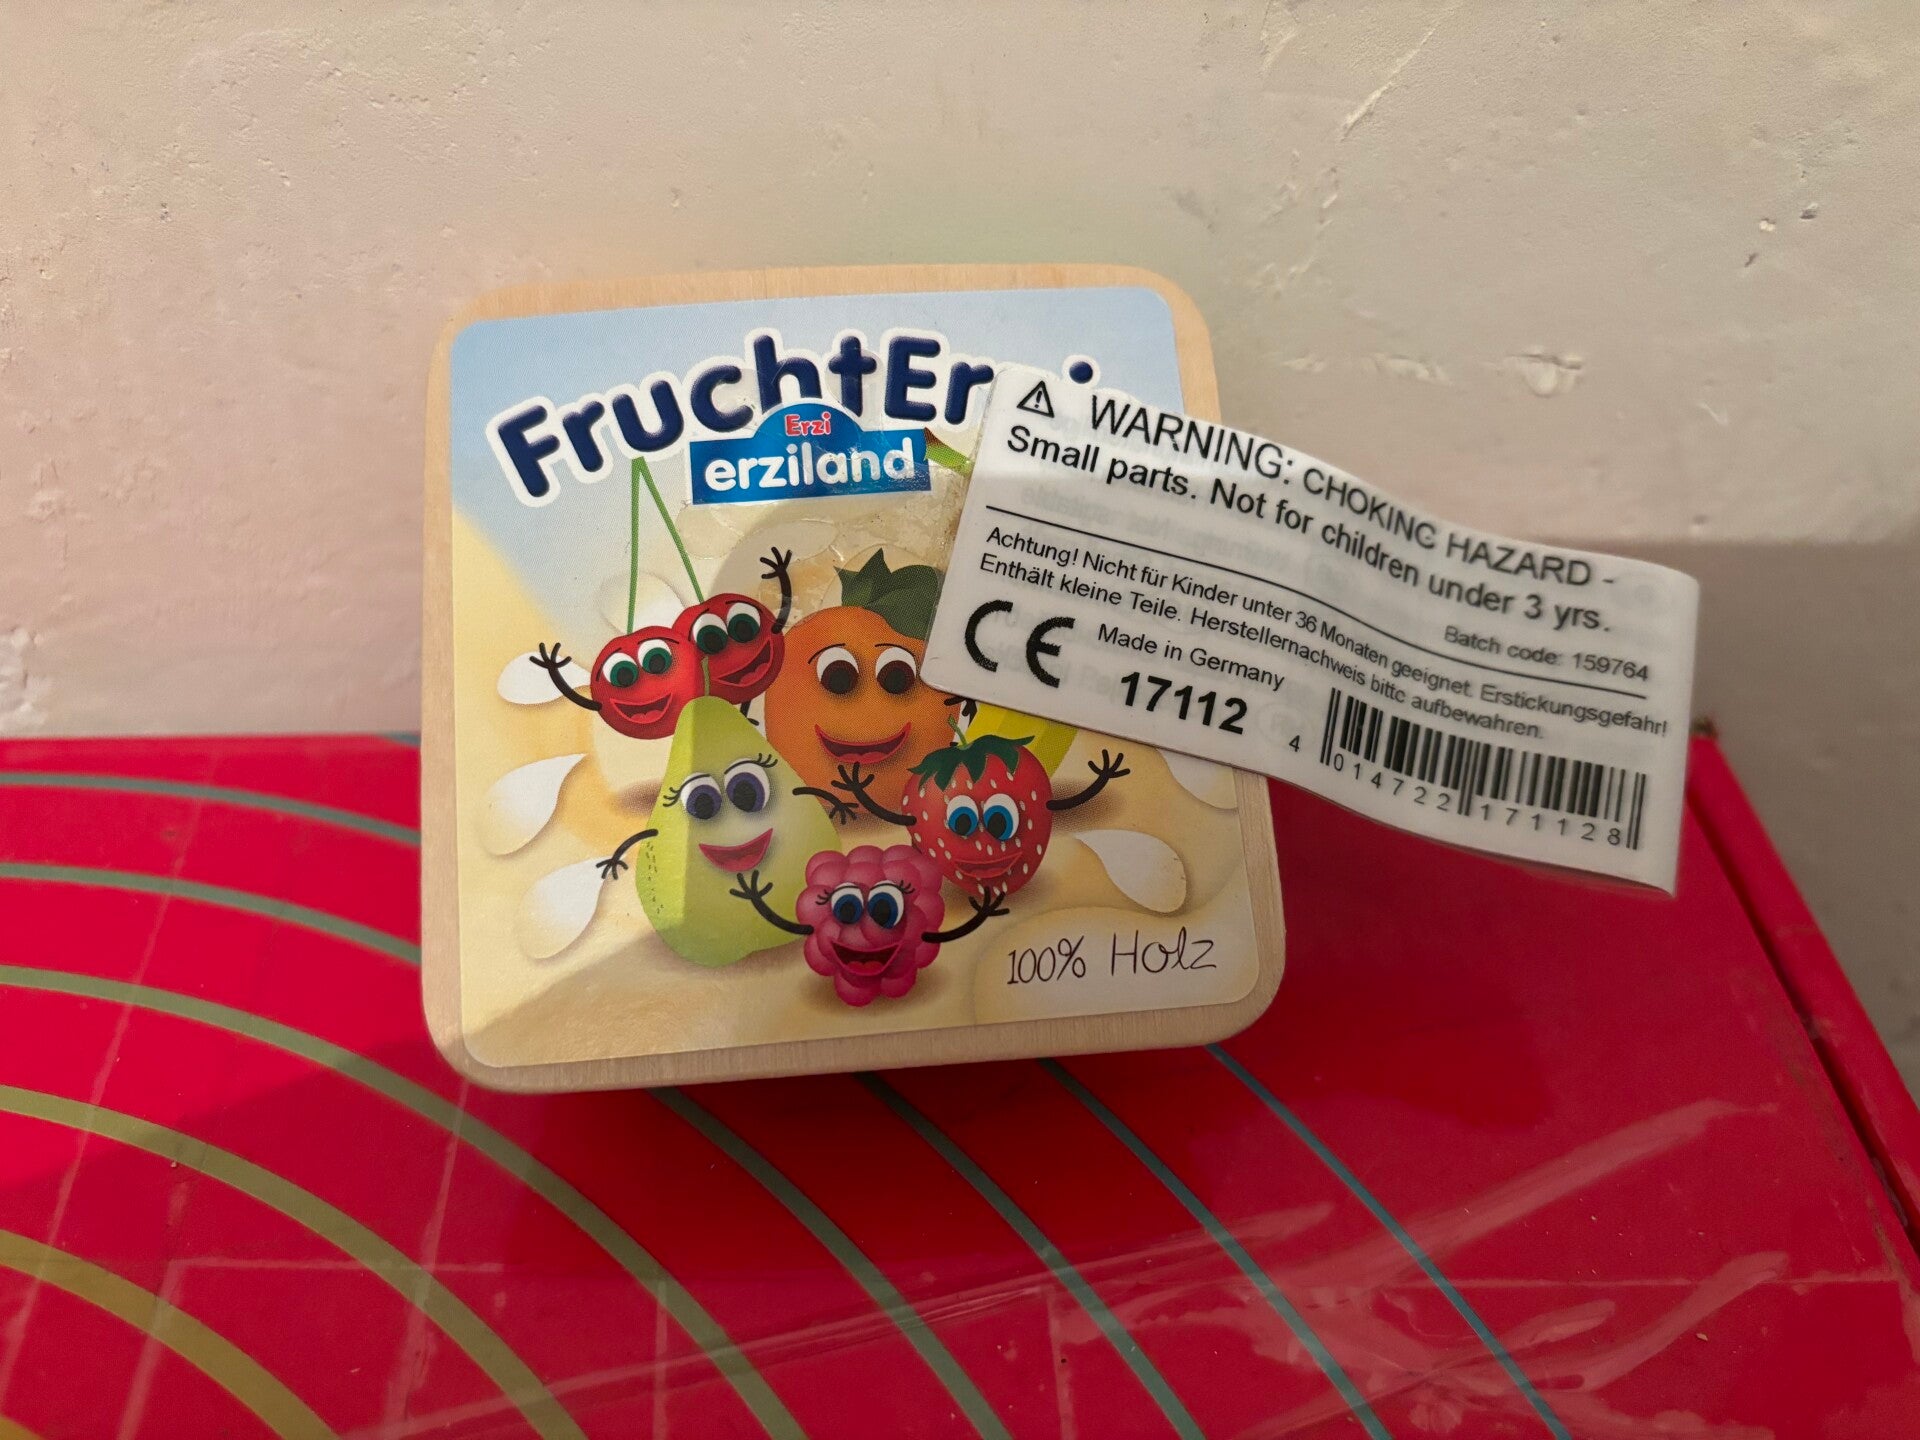 FruchtEr
Erzi
erziland
100% Holz
⚠ WARNING: CHOKING HAZARD -
Small parts. Not for children under 3 yrs.
Batch code: 159764
Achtung! Nicht für Kinder unter 36 Monaten geeignet. Erstickungsgefahr!
Enthält kleine Teile. Herstellernachweis bitte aufbewahren.
CE Made in Germany
17112
4 014722 171128